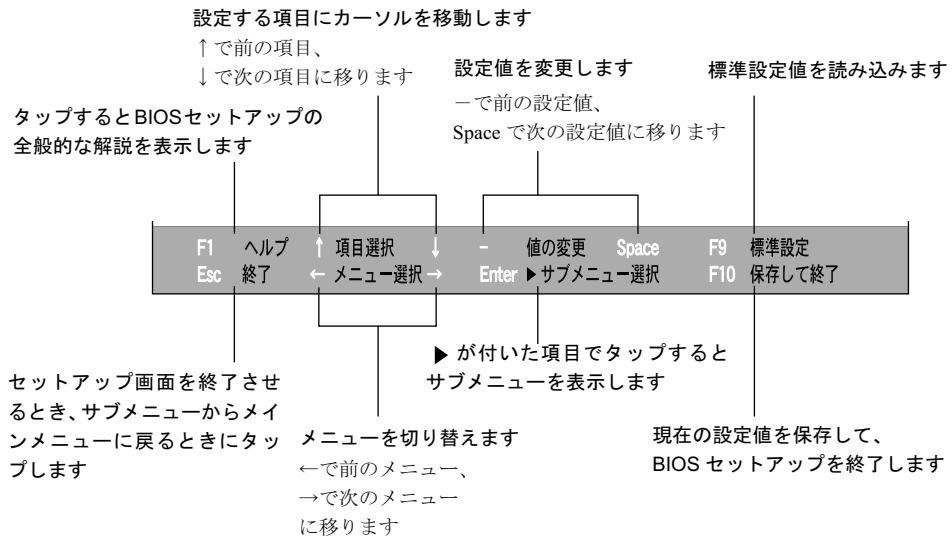 設定する項目にカーソルを移動します
↑で前の項目、
↓で次の項目に移ります
設定値を変更します
－で前の設定値、
Space で次の設定値に移ります
標準設定値を読み込みます
タップするとBIOSセットアップの
全般的な解説を表示します
F1 ヘルプ ↑ 項目選択 ↓ - 値の変更 Space F9 標準設定
Esc 終了 ← メニュー選択 → Enter ▶サブメニュー選択 F10 保存して終了
▶ が付いた項目でタップすると
サブメニューを表示します
セットアップ画面を終了させ
るとき、サブメニューからメイ
ンメニューに戻るときにタッ
プします
メニューを切り替えます
←で前のメニュー、
→で次のメニュー
に移ります
現在の設定値を保存して、
BIOS セットアップを終了します